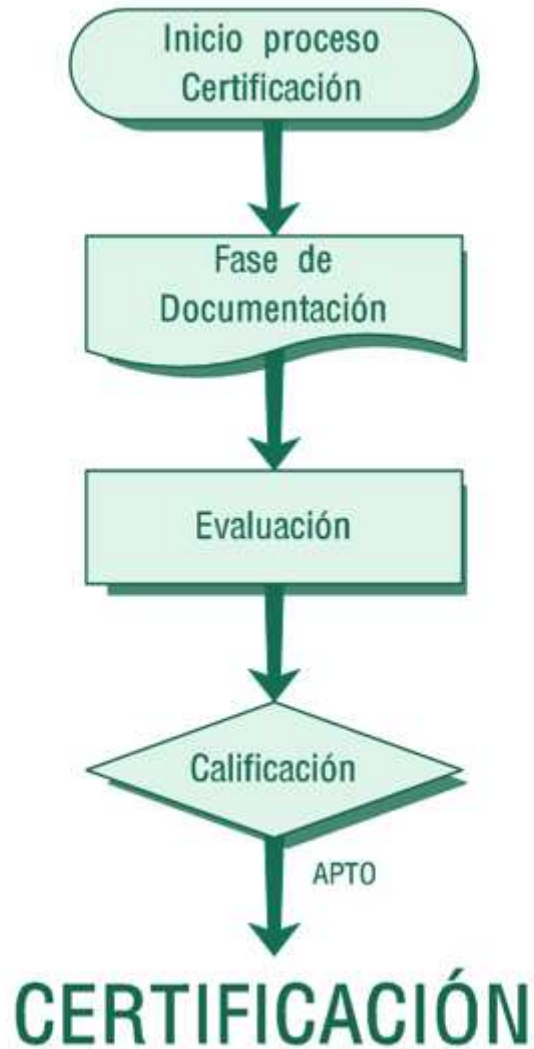 Inicio proceso
Certificación
Fase de
Documentación
Evaluación
Calificación
APTO
CERTIFICACIÓN